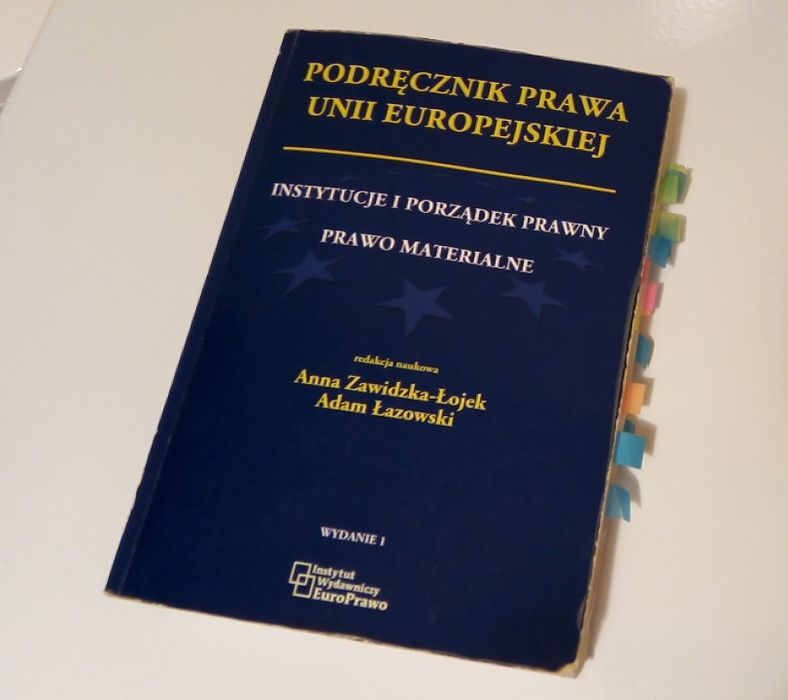 PODRĘCZNIK PRAWA
UNII EUROPEJSKIEJ
INSTYTUCJE I PORZĄDEK PRAWNY
PRAWO MATERIALNE
redakcja naukowa
Anna Zawidzka-Łojek
Adam Łazowski
WYDANIE 1
Instytut
Wydawniczy
EuroPrawo